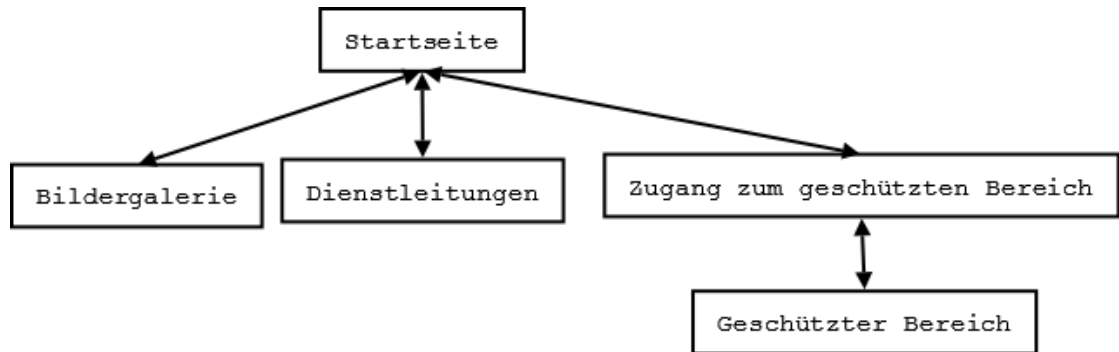 Startseite
Bildergalerie
Dienstleitungen
Zugang zum geschützten Bereich
Geschützter Bereich